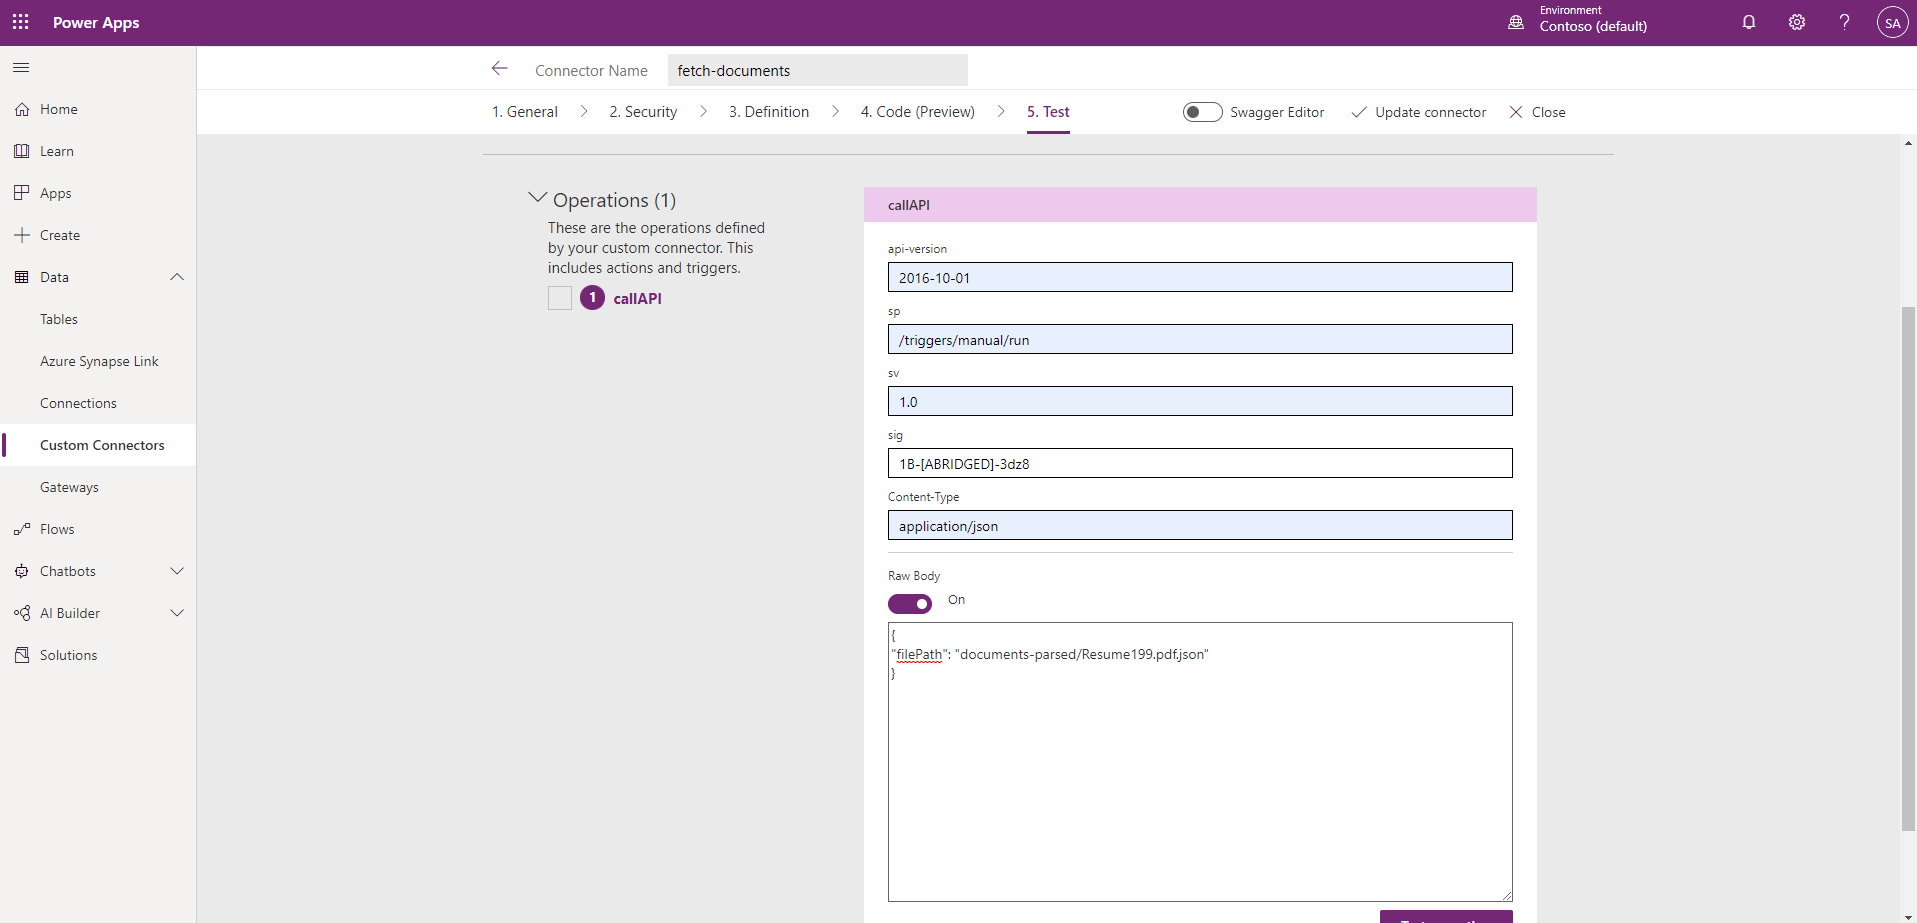 Power Apps
Environment
Contoso (default)
SA
Home
Learn
Apps
Create
Data
Tables
Azure Synapse Link
Connections
Custom Connectors
Gateways
Flows
Chatbots
AI Builder
Solutions
Connector Name
fetch-documents
1. General
2. Security
3. Definition
4. Code (Preview)
5. Test
Swagger Editor
Update connector
Close
Operations (1)
These are the operations defined
by your custom connector. This
includes actions and triggers.
1
callAPI
callAPI
api-version
2016-10-01
sp
/triggers/manual/run
sv
1.0
sig
1B-[ABRIDGED]-3dz8
Content-Type
application/json
Raw Body
On
{
"filePath": "documents-parsed/Resume199.pdf.json"
}